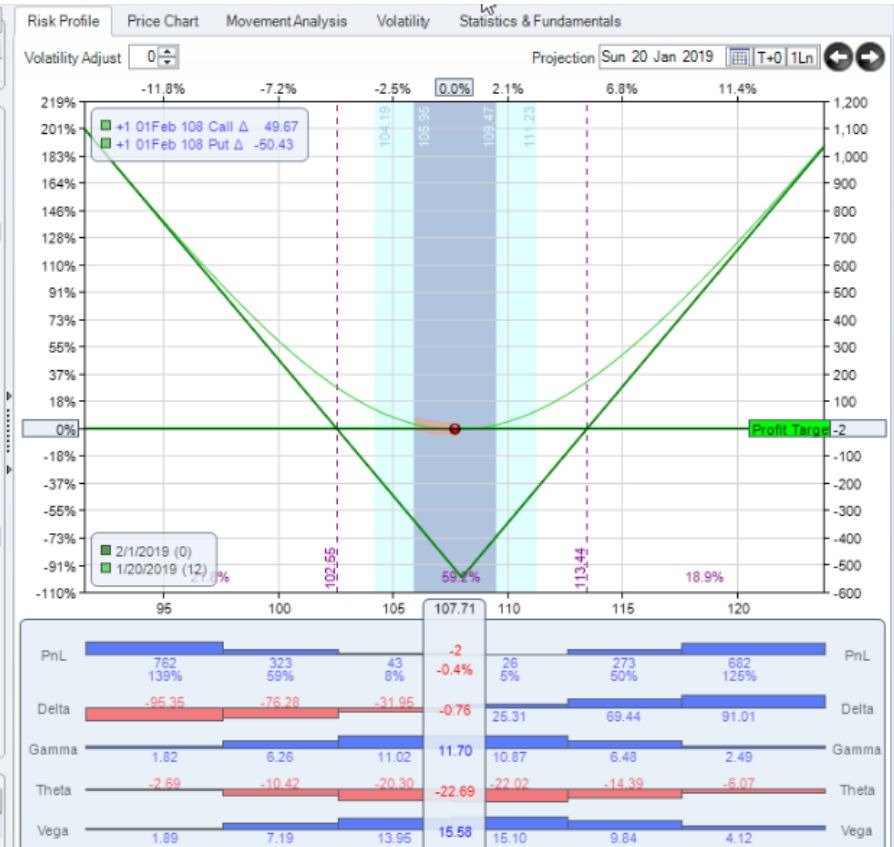 Risk Profile Price Chart Movement Analysis Volatility Statistics & Fundamentals
Volatility Adjust 0 Projection Sun 20 Jan 2019 T+0 1Ln
-11.8% -7.2% -2.5% 0.0% 2.1% 6.8% 11.4%
219% 1,200
201% 1,100
183% 1,000
164% 900
146% 800
128% 700
110% 600
91% 500
73% 400
55% 300
37% 200
18% 100
0% -2
-18% -100
-37% -200
-55% -300
-73% -400
-91% -500
-110% -600
+1 01Feb 108 Call Δ 49.67
+1 01Feb 108 Put Δ -50.43
104.19
105.95
109.47
111.23
Profit Targe
102.55
113.44
2/1/2019 (0)
1/20/2019 (12)
21.8% 59.2% 18.9%
95 100 105 107.71 110 115 120
PnL 762 323 43 -2 26 273 682 PnL
139% 59% 8% -0.4% 5% 50% 125%
Delta -95.35 -76.28 -31.95 -0.76 25.31 69.44 91.01 Delta
Gamma 1.82 6.26 11.02 11.70 10.87 6.48 2.49 Gamma
Theta -2.69 -10.42 -20.30 -22.69 -22.02 -14.39 -6.07 Theta
Vega 1.89 7.19 13.95 15.58 15.10 9.84 4.12 Vega